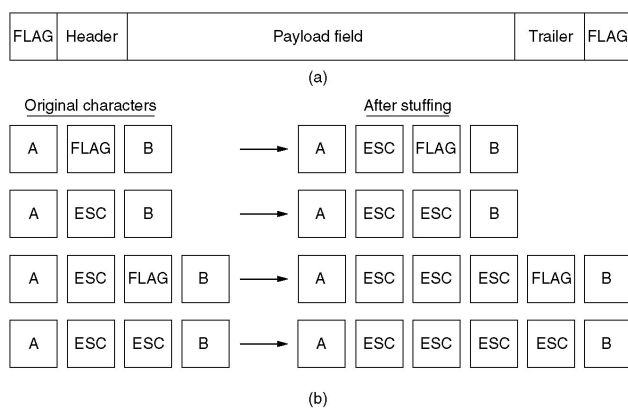 FLAG Header Payload field Trailer FLAG
(a)
Original characters After stuffing
A FLAG B A ESC FLAG B
A ESC B A ESC ESC B
A ESC FLAG B A ESC ESC ESC FLAG B
A ESC ESC B A ESC ESC ESC ESC B
(b)